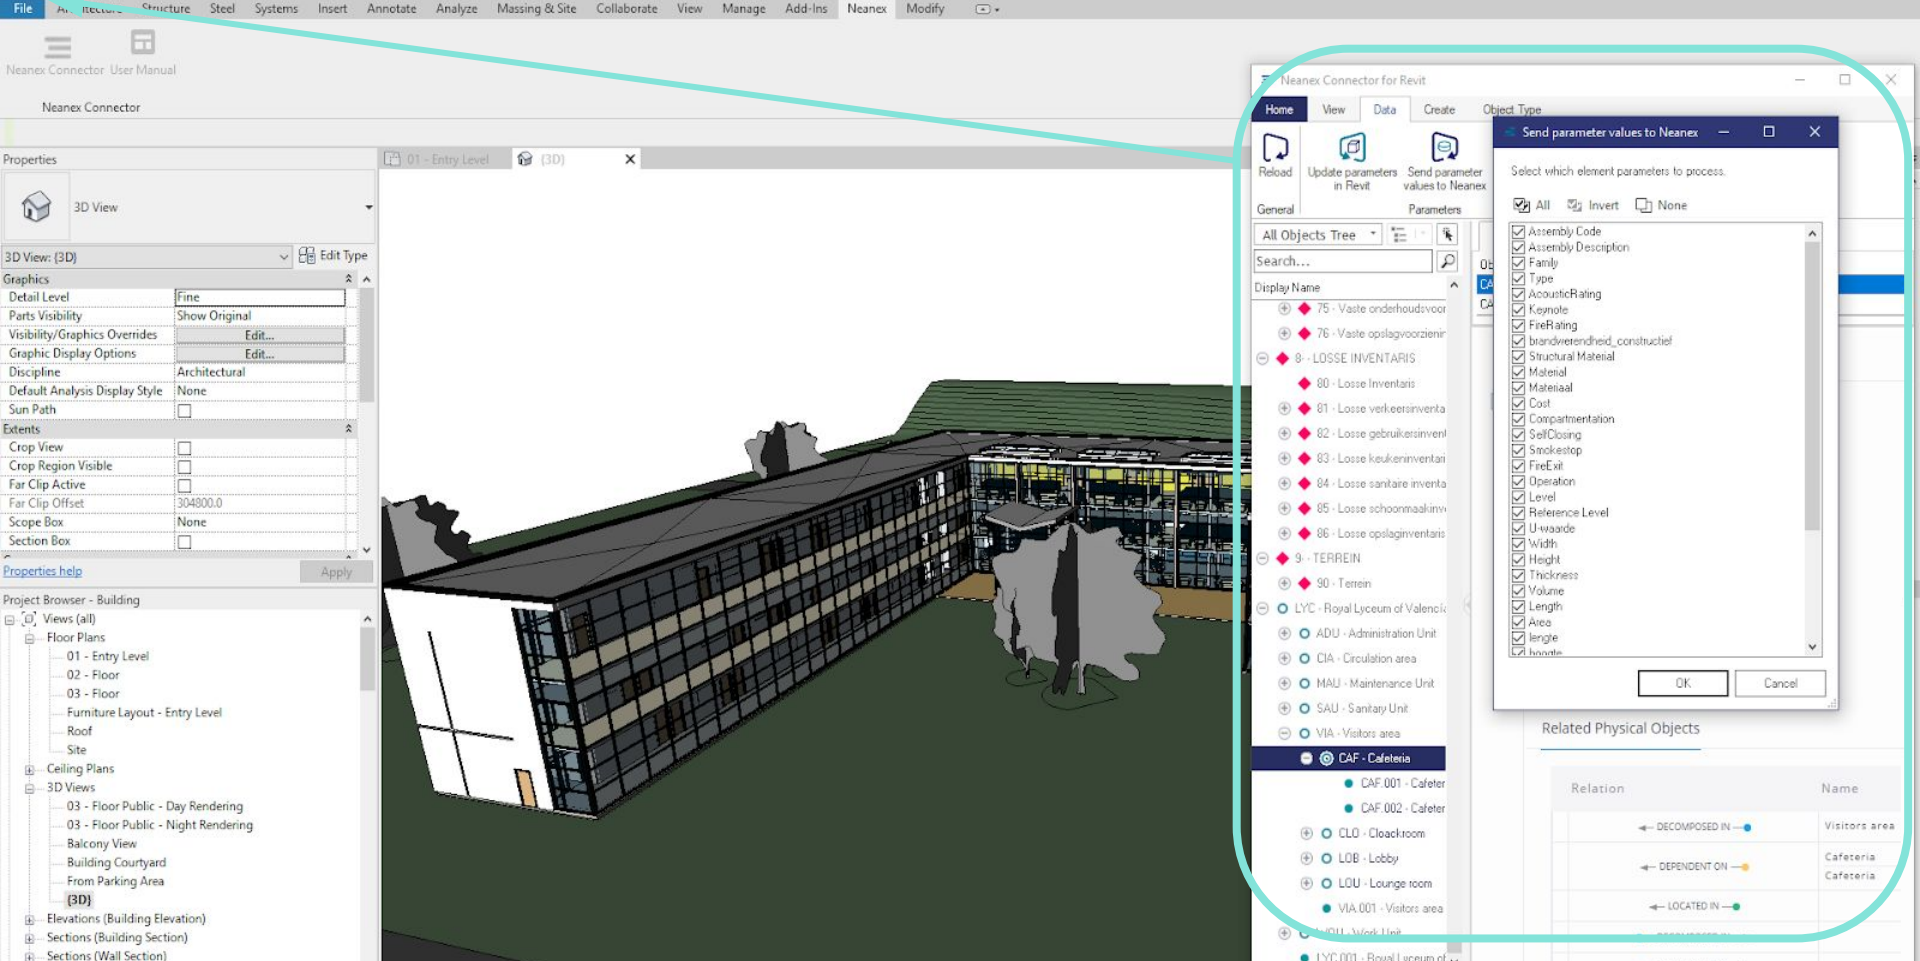 File Architecture Structure Steel Systems Insert Annotate Analyze Massing & Site Collaborate View Manage Add-Ins Neanex Modify
Neanex Connector User Manual
Neanex Connector
Properties
3D View
3D View: {3D}
Edit Type
Graphics
Detail Level Fine
Parts Visibility Show Original
Visibility/Graphics Overrides Edit...
Graphic Display Options Edit...
Discipline Architectural
Default Analysis Display Style None
Sun Path
Extents
Crop View
Crop Region Visible
Far Clip Active
Far Clip Offset 304800.0
Scope Box None
Section Box
Properties help Apply
Project Browser - Building
Views (all)
Floor Plans
01 - Entry Level
02 - Floor
03 - Floor
Furniture Layout - Entry Level
Roof
Site
Ceiling Plans
3D Views
03 - Floor Public - Day Rendering
03 - Floor Public - Night Rendering
Balcony View
Building Courtyard
From Parking Area
{3D}
Elevations (Building Elevation)
Sections (Building Section)
Sections (Wall Section)
01 - Entry Level {3D}
Neanex Connector for Revit
Home View Data Create Object Type
Reload
Update parameters
in Revit
Send parameter
values to Neanex
General Parameters
All Objects Tree
Search...
Display Name
75 - Vaste onderhoudsvoor
76 - Vaste opslagvoorzienin
8- - LOSSE INVENTARIS
80 - Losse Inventaris
81 - Losse verkeersinventa
82 - Losse gebruikersinvent
83 - Losse keukeninventari
84 - Losse sanitaire inventa
85 - Losse schoonmaakinv
86 - Losse opslaginventaris
9- - TERREIN
90 - Terrein
LYC - Royal Lyceum of Valencia
ADU - Administration Unit
CIA - Circulation area
MAU - Maintenance Unit
SAU - Sanitary Unit
VIA - Visitors area
CAF - Cafeteria
CAF.001 - Cafeter
CAF.002 - Cafeter
CLO - Cloackroom
LOB - Lobby
LOU - Lounge room
VIA.001 - Visitors area
WOU - Work Unit
LYC.001 - Royal Lyceum of
Send parameter values to Neanex
Select which element parameters to process.
All Invert None
Assembly Code
Assembly Description
Family
Type
AcousticRating
Keynote
FireRating
brandwerendheid_constructief
Structural Material
Material
Materiaal
Cost
Compartmentation
SelfClosing
Smokestop
FireExit
Operation
Level
Reference Level
U-waarde
Width
Height
Thickness
Volume
Length
Area
lengte
hoogte
OK Cancel
Related Physical Objects
Relation Name
DECOMPOSED IN Visitors area
DEPENDENT ON
Cafeteria
Cafeteria
LOCATED IN